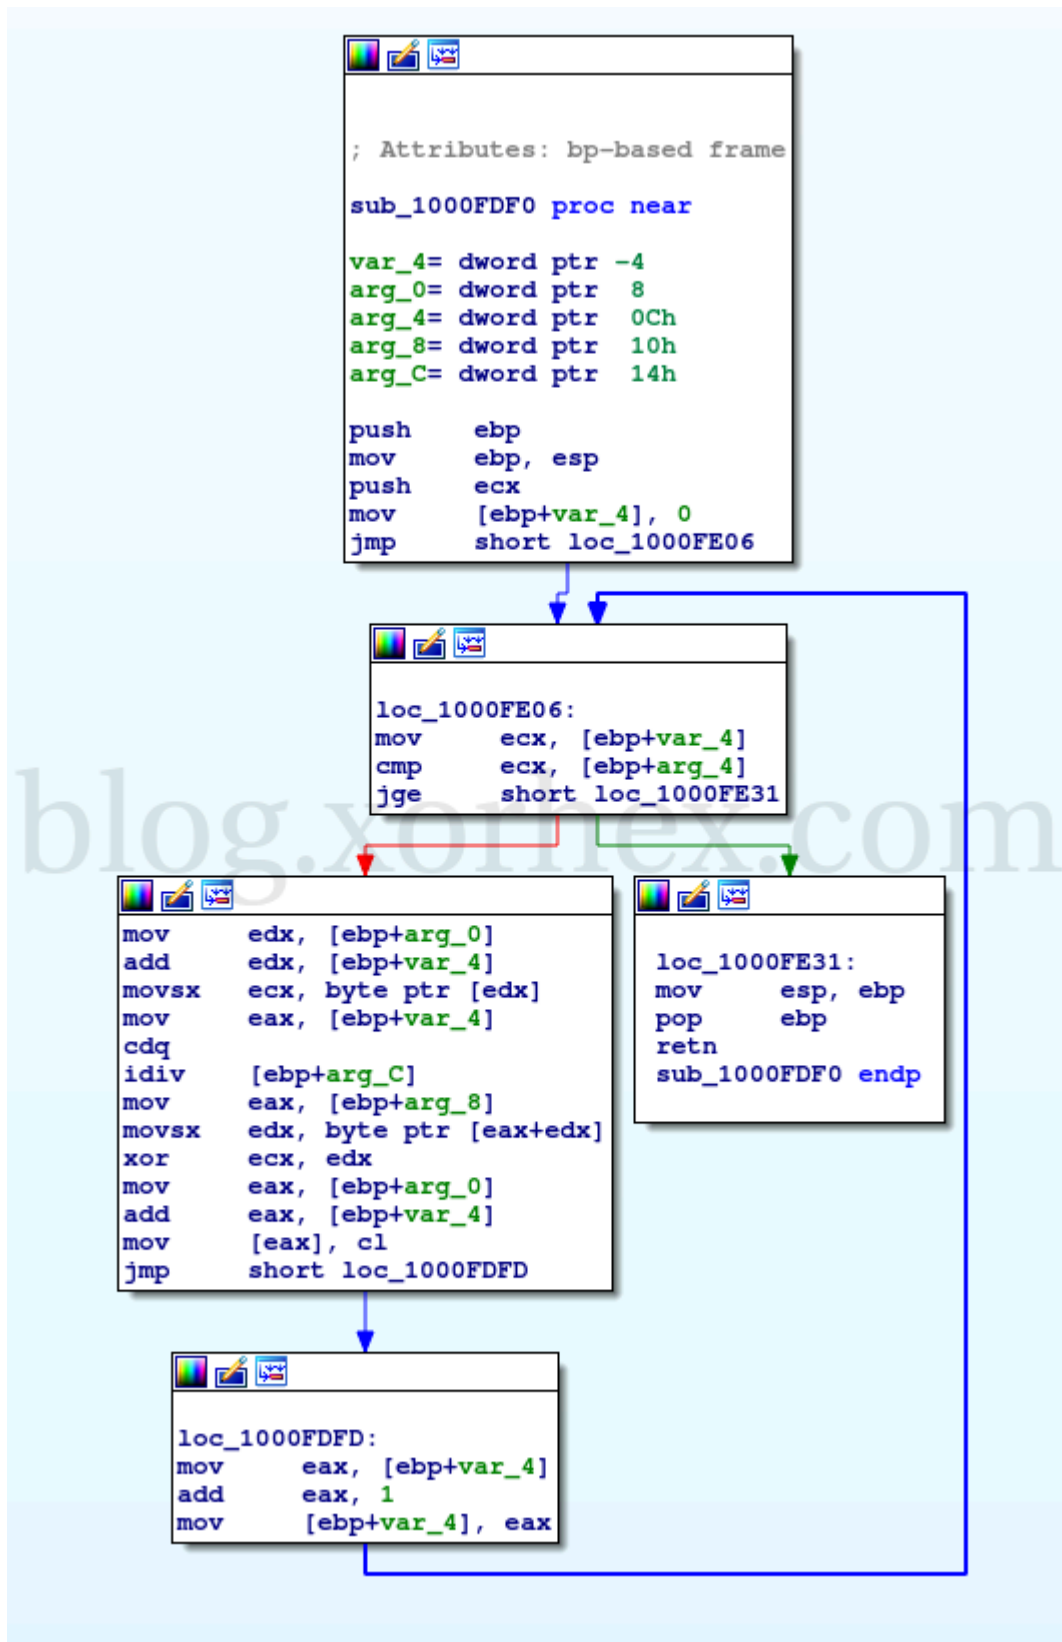 ; Attributes: bp-based frame
sub_1000FDF0 proc near
var_4= dword ptr -4
arg_0= dword ptr  8
arg_4= dword ptr  0Ch
arg_8= dword ptr  10h
arg_C= dword ptr  14h
push    ebp
mov     ebp, esp
push    ecx
mov     [ebp+var_4], 0
jmp     short loc_1000FE06
loc_1000FE06:
mov     ecx, [ebp+var_4]
cmp     ecx, [ebp+arg_4]
jge     short loc_1000FE31
blog.xorhex.com
mov     edx, [ebp+arg_0]
add     edx, [ebp+var_4]
movsx   ecx, byte ptr [edx]
mov     eax, [ebp+var_4]
cdq
idiv    [ebp+arg_C]
mov     eax, [ebp+arg_8]
movsx   edx, byte ptr [eax+edx]
xor     ecx, edx
mov     eax, [ebp+arg_0]
add     eax, [ebp+var_4]
mov     [eax], cl
jmp     short loc_1000FDFD
loc_1000FE31:
mov     esp, ebp
pop     ebp
retn
sub_1000FDF0 endp
loc_1000FDFD:
mov     eax, [ebp+var_4]
add     eax, 1
mov     [ebp+var_4], eax